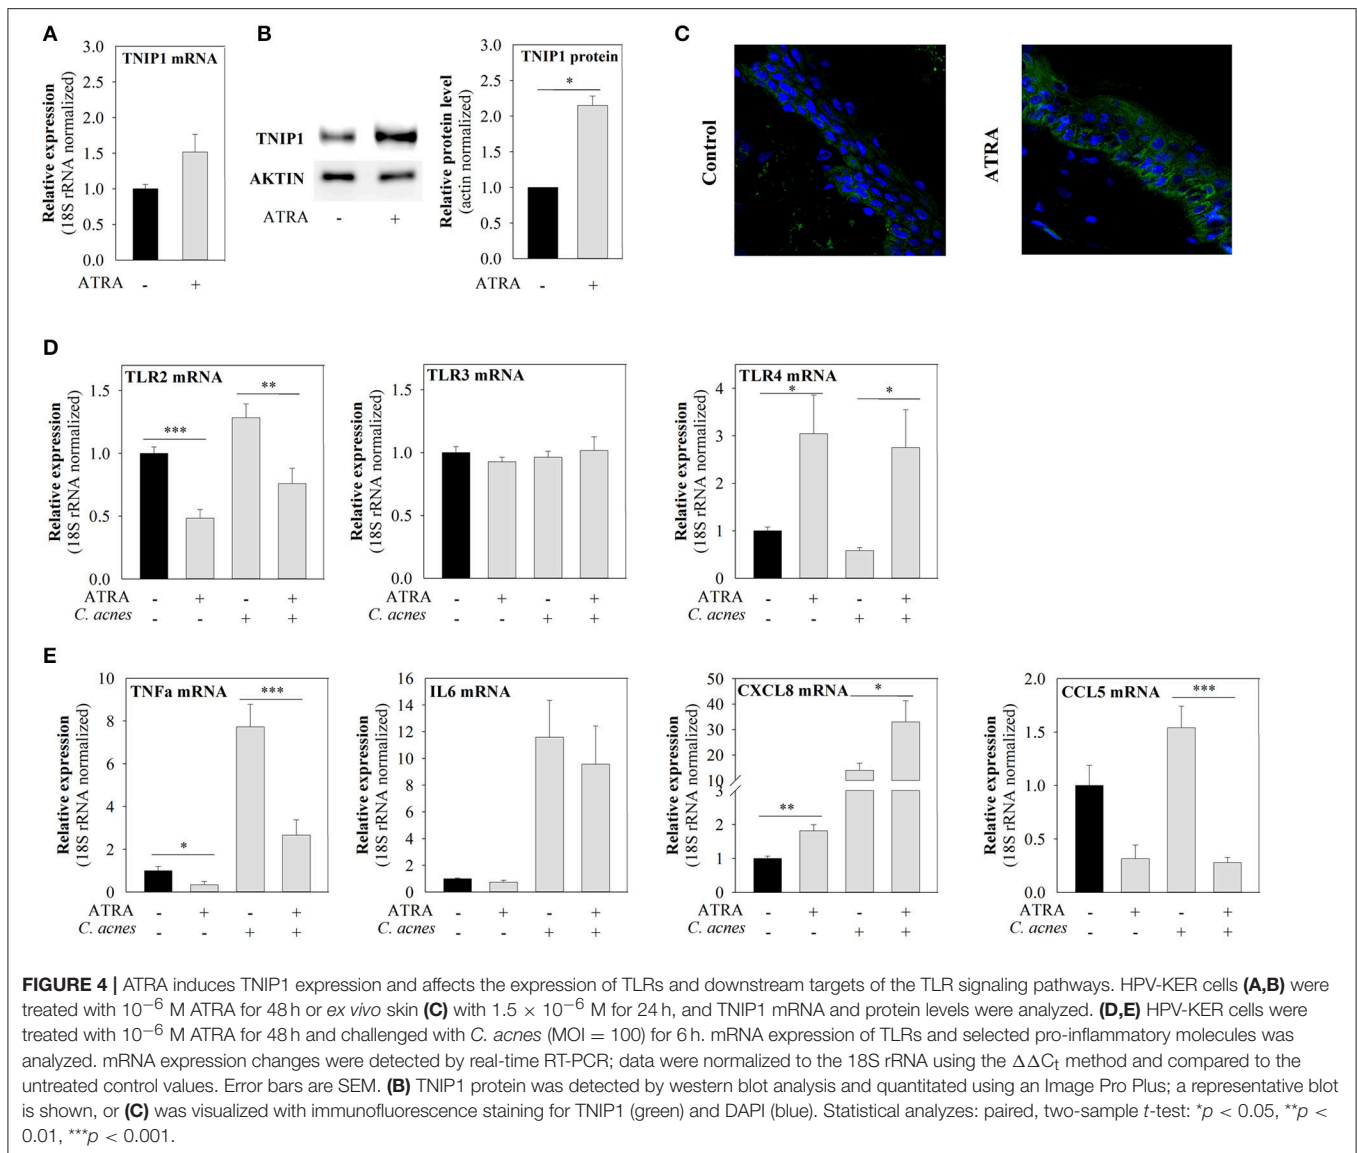 A
TNIP1 mRNA
Relative expression
(18S rRNA normalized)
3.0
2.5
2.0
1.5
1.0
0.5
0.0
ATRA - +
B
TNIP1
AKTIN
ATRA - +
TNIP1 protein
*
Relative protein level
(actin normalized)
3.0
2.5
2.0
1.5
1.0
0.5
0.0
ATRA - +
C
Control
ATRA
D
TLR2 mRNA
*** **
Relative expression
(18S rRNA normalized)
1.5
1.0
0.5
0.0
ATRA - + - +
C. acnes - - + +
TLR3 mRNA
Relative expression
(18S rRNA normalized)
1.5
1.0
0.5
0.0
ATRA - + - +
C. acnes - - + +
TLR4 mRNA
* *
Relative expression
(18S rRNA normalized)
4
3
2
1
0
ATRA - + - +
C. acnes - - + +
E
TNFa mRNA
* ***
Relative expression
(18S rRNA normalized)
10
8
6
4
2
0
ATRA - + - +
C. acnes - - + +
IL6 mRNA
Relative expression
(18S rRNA normalized)
16
14
12
10
8
6
4
2
0
ATRA - + - +
C. acnes - - + +
CXCL8 mRNA
** *
Relative expression
(18S rRNA normalized)
50
40
30
20
10
3
2
1
0
ATRA - + - +
C. acnes - - + +
CCL5 mRNA
***
Relative expression
(18S rRNA normalized)
2.0
1.5
1.0
0.5
0.0
ATRA - + - +
C. acnes - - + +
FIGURE 4 | ATRA induces TNIP1 expression and affects the expression of TLRs and downstream targets of the TLR signaling pathways. HPV-KER cells (A,B) were
treated with 10⁻⁶ M ATRA for 48 h or ex vivo skin (C) with 1.5 × 10⁻⁶ M for 24 h, and TNIP1 mRNA and protein levels were analyzed. (D,E) HPV-KER cells were
treated with 10⁻⁶ M ATRA for 48 h and challenged with C. acnes (MOI = 100) for 6 h. mRNA expression of TLRs and selected pro-inflammatory molecules was
analyzed. mRNA expression changes were detected by real-time RT-PCR; data were normalized to the 18S rRNA using the ΔΔCt method and compared to the
untreated control values. Error bars are SEM. (B) TNIP1 protein was detected by western blot analysis and quantitated using an Image Pro Plus; a representative blot
is shown, or (C) was visualized with immunofluorescence staining for TNIP1 (green) and DAPI (blue). Statistical analyzes: paired, two-sample t-test: *p < 0.05, **p <
0.01, ***p < 0.001.